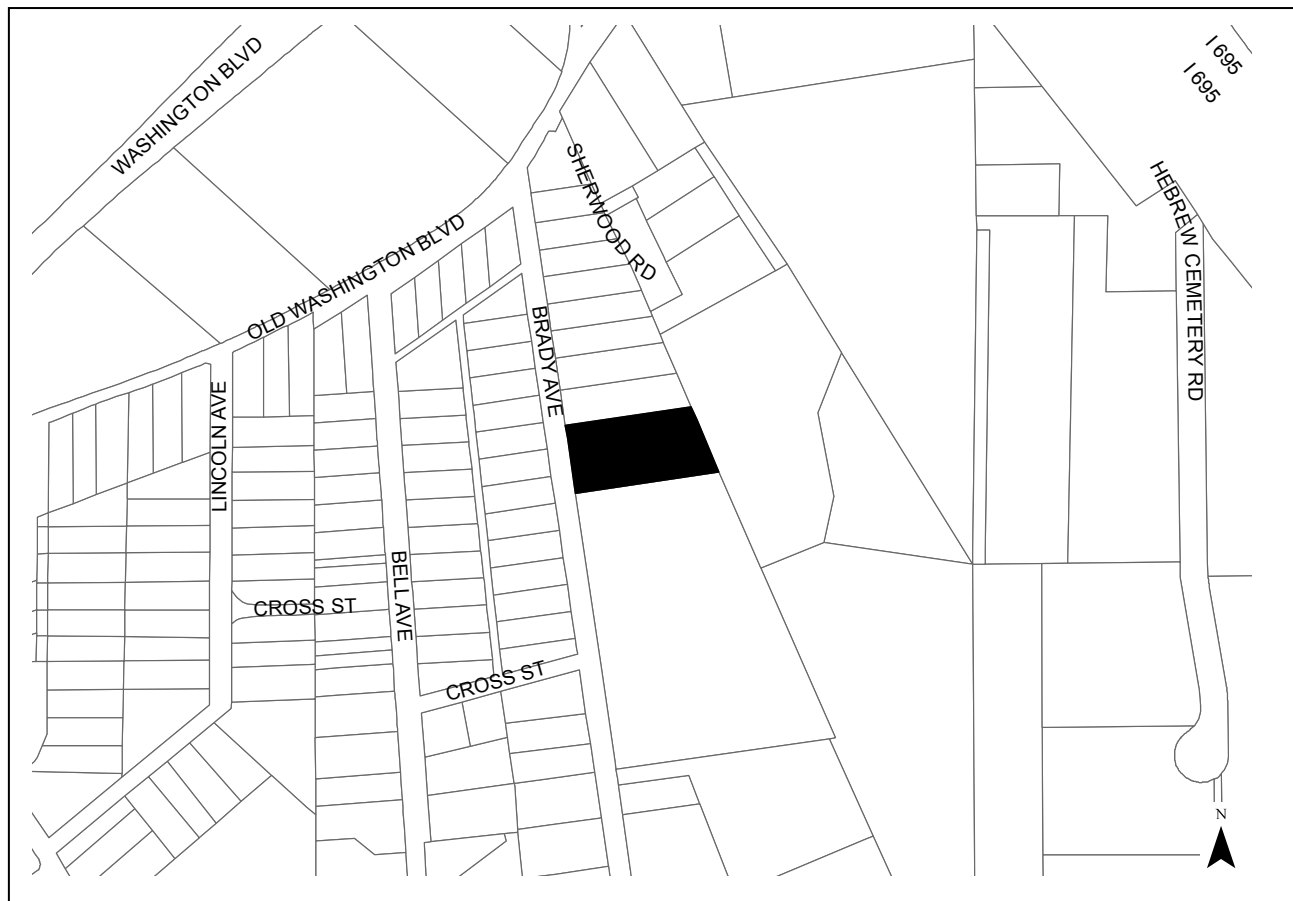 WASHINGTON BLVD
I 695
I 695
SHERWOOD RD
HEBREW CEMETERY RD
OLD WASHINGTON BLVD
BRADY AVE
LINCOLN AVE
BELL AVE
CROSS ST
CROSS ST
N